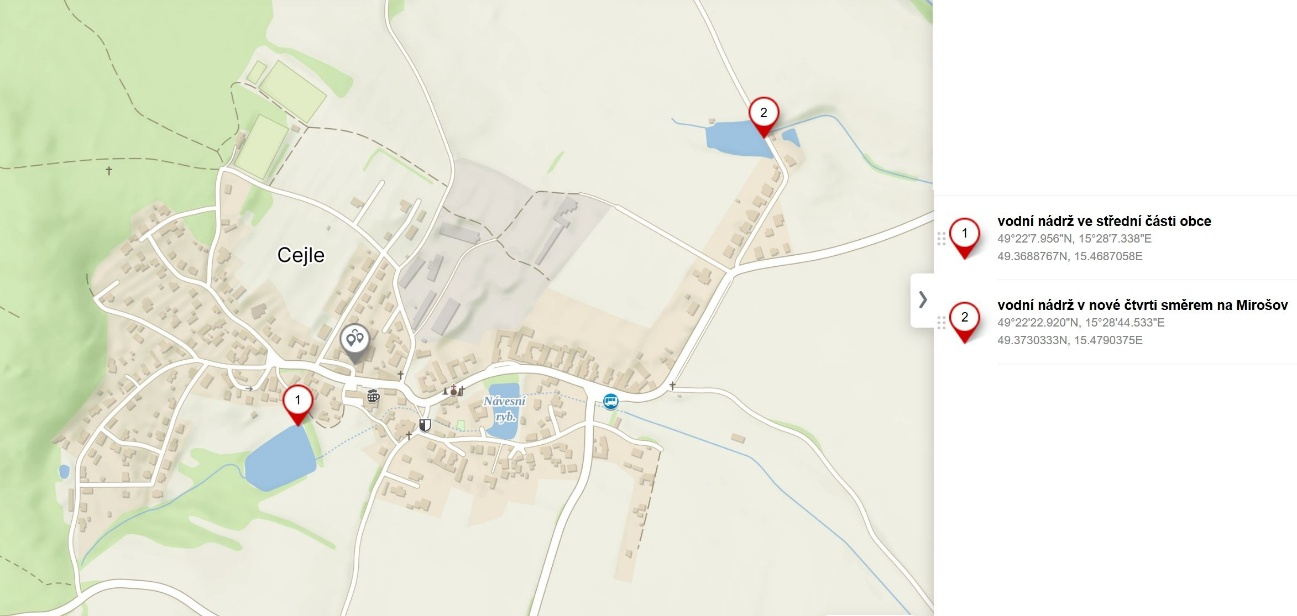 2
Cejle
1
Návesní
ryb.
1
vodní nádrž ve střední části obce
49°22'7.956"N, 15°28'7.338"E
49.3688767N, 15.4687058E
2
vodní nádrž v nové čtvrti směrem na Mirošov
49°22'22.920"N, 15°28'44.533"E
49.3730333N, 15.4790375E